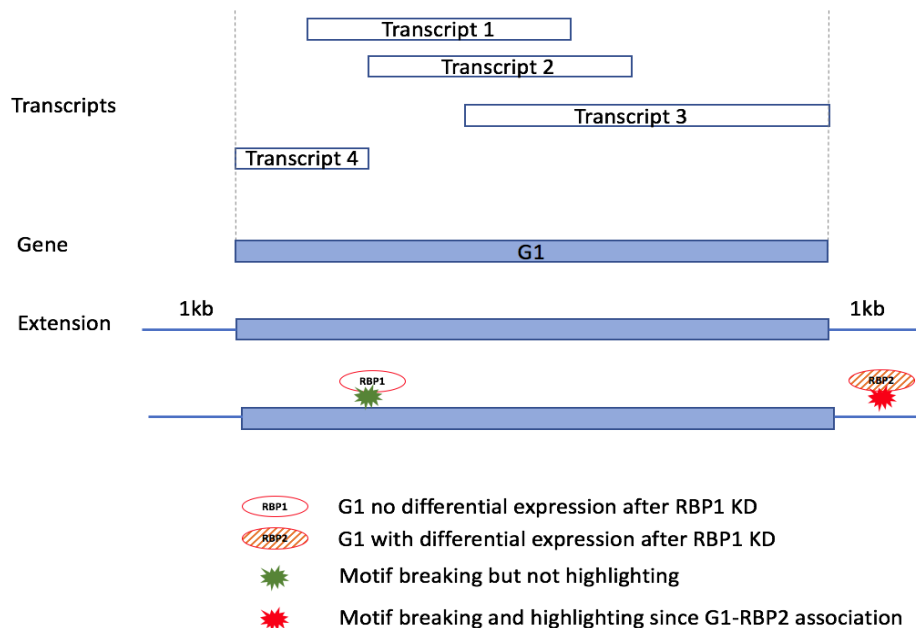 Transcript 1
Transcript 2
Transcripts
Transcript 3
Transcript 4
Gene
G1
1kb
1kb
Extension
RBP1
RBP2
RBP1 G1 no differential expression after RBP1 KD
RBP2 G1 with differential expression after RBP1 KD
Motif breaking but not highlighting
Motif breaking and highlighting since G1-RBP2 association